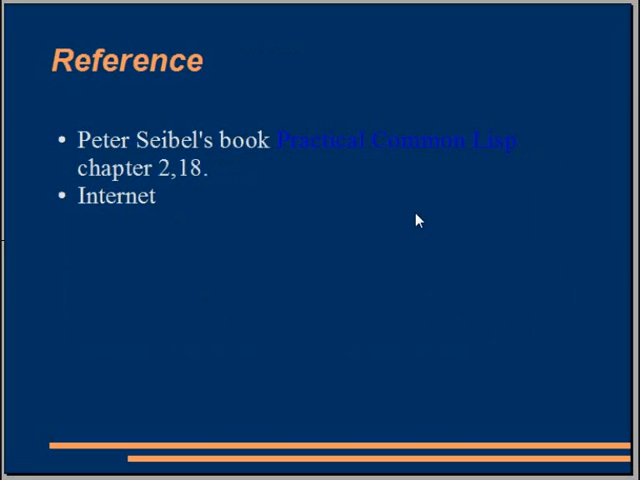 Reference
• Peter Seibel's book Practical Common Lisp
chapter 2,18.
• Internet